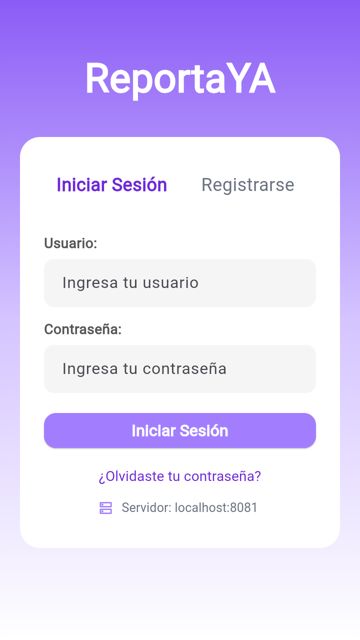 ReportaYA
Iniciar Sesión
Registrarse
Usuario:
Ingresa tu usuario
Contraseña:
Ingresa tu contraseña
Iniciar Sesión
¿Olvidaste tu contraseña?
Servidor: localhost:8081